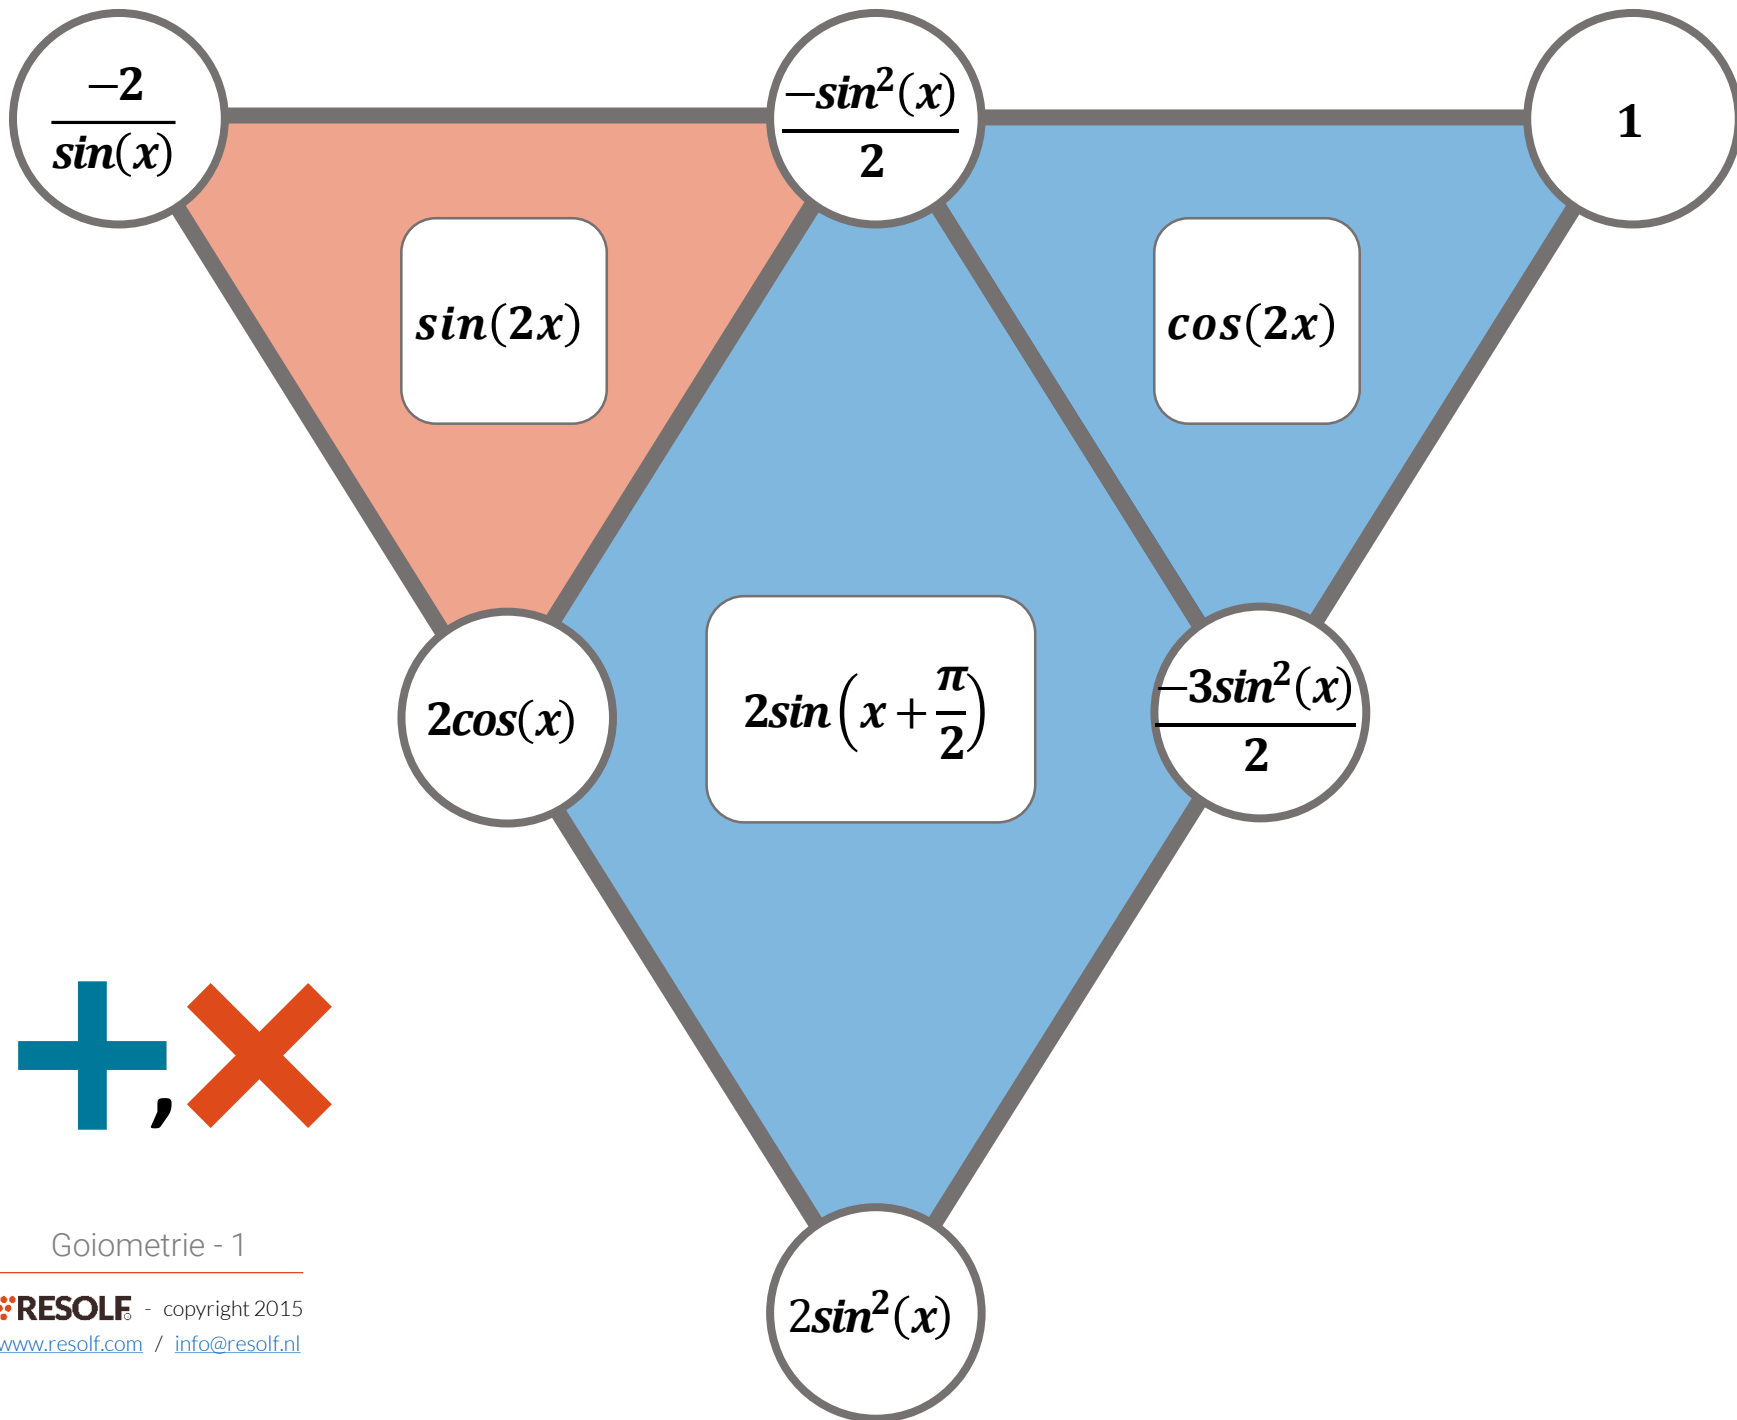 −2/sin(x)
−sin²(x)/2
1
sin(2x)
cos(2x)
2cos(x)
2sin(x+π/2)
−3sin²(x)/2
+,×
Goiometrie - 1
RESOLF - copyright 2015
www.resolf.com / info@resolf.nl
2sin²(x)